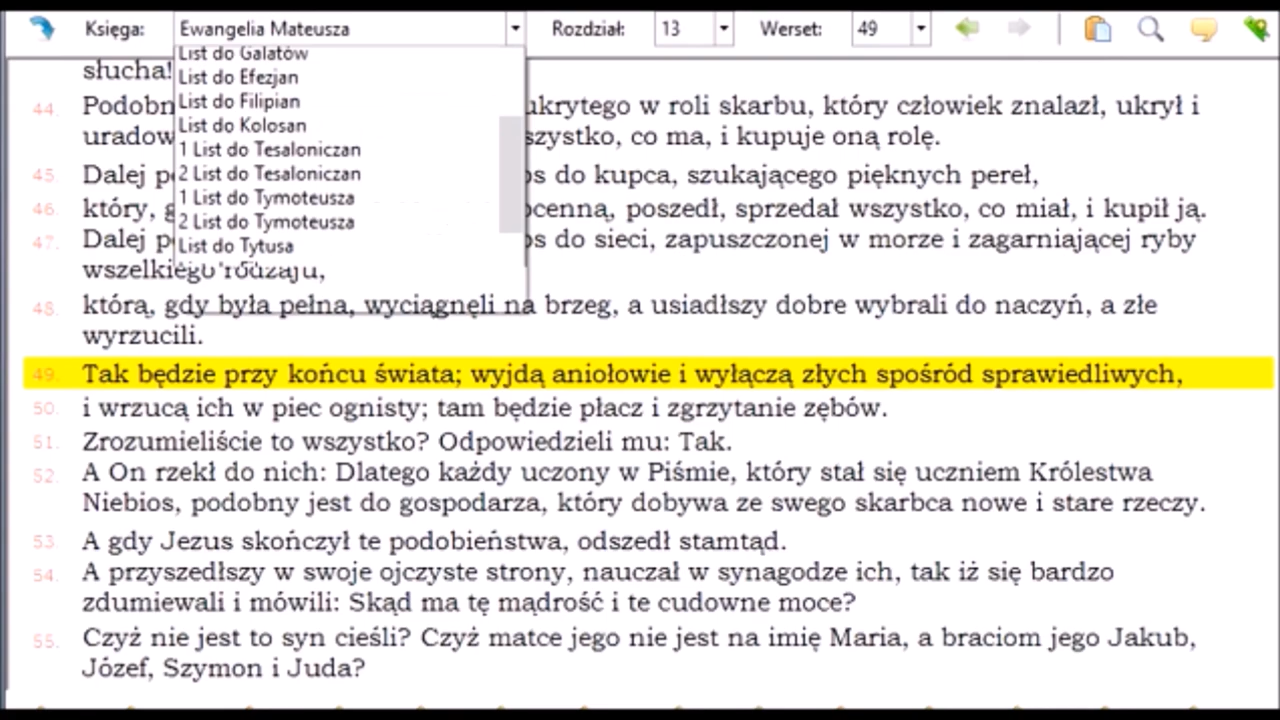 Księga: Ewangelia Mateusza Rozdział: 13 Werset: 49
List do Galatów
List do Efezjan
List do Filipian
List do Kolosan
1 List do Tesaloniczan
2 List do Tesaloniczan
1 List do Tymoteusza
2 List do Tymoteusza
List do Tytusa
słucha!
44. Podobn ukrytego w roli skarbu, który człowiek znalazł, ukrył i
uradow szystko, co ma, i kupuje oną rolę.
45. Dalej po os do kupca, szukającego pięknych pereł,
46. który, g ocenną, poszedł, sprzedał wszystko, co miał, i kupił ją.
47. Dalej po os do sieci, zapuszczonej w morze i zagarniającej ryby
wszelkiego rodzaju,
48. którą, gdy była pełna, wyciągnęli na brzeg, a usiadłszy dobre wybrali do naczyń, a złe
wyrzucili.
49. Tak będzie przy końcu świata; wyjdą aniołowie i wyłączą złych spośród sprawiedliwych,
50. i wrzucą ich w piec ognisty; tam będzie płacz i zgrzytanie zębów.
51. Zrozumieliście to wszystko? Odpowiedzieli mu: Tak.
52. A On rzekł do nich: Dlatego każdy uczony w Piśmie, który stał się uczniem Królestwa
Niebios, podobny jest do gospodarza, który dobywa ze swego skarbca nowe i stare rzeczy.
53. A gdy Jezus skończył te podobieństwa, odszedł stamtąd.
54. A przyszedłszy w swoje ojczyste strony, nauczał w synagodze ich, tak iż się bardzo
zdumiewali i mówili: Skąd ma tę mądrość i te cudowne moce?
55. Czyż nie jest to syn cieśli? Czyż matce jego nie jest na imię Maria, a braciom jego Jakub,
Józef, Szymon i Juda?